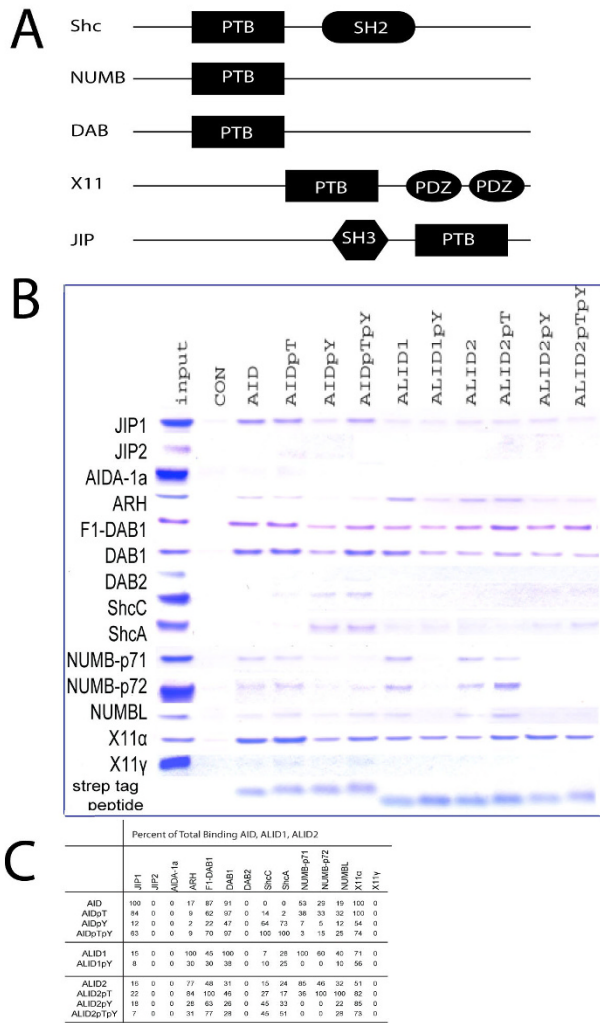 A
Shc PTB SH2
NUMB PTB
DAB PTB
X11 PTB PDZ PDZ
JIP SH3 PTB
B
input CON AID AIDpT AIDpY AIDpTpY ALID1 ALID1pY ALID2 ALID2pT ALID2pY ALID2pTpY
JIP1
JIP2
AIDA-1a
ARH
F1-DAB1
DAB1
DAB2
ShcC
ShcA
NUMB-p71
NUMB-p72
NUMBL
X11α
X11γ
strep tag
peptide
C
Percent of Total Binding AID, ALID1, ALID2
JIP1 JIP2 AIDA-1a ARH F1-DAB1 DAB1 DAB2 ShcC ShcA NUMB-p71 NUMB-p72 NUMBL X11α X11γ
AID 100 0 0 17 87 91 0 0 0 53 29 19 100 0
AIDpT 84 0 0 9 62 97 0 14 2 38 33 32 100 0
AIDpY 12 0 0 2 22 47 0 64 73 7 5 12 54 0
AIDpTpY 63 0 0 9 70 97 0 100 100 3 15 25 74 0
ALID1 15 0 0 100 45 100 0 7 28 100 60 40 71 0
ALID1pY 8 0 0 30 30 38 0 10 25 0 0 10 56 0
ALID2 16 0 0 77 48 31 0 15 24 85 46 32 51 0
ALID2pT 22 0 0 84 100 46 0 27 17 36 100 100 82 0
ALID2pY 18 0 0 28 63 26 0 45 33 0 0 0 85 0
ALID2pTpY 7 0 0 31 77 28 0 45 51 0 0 28 73 0